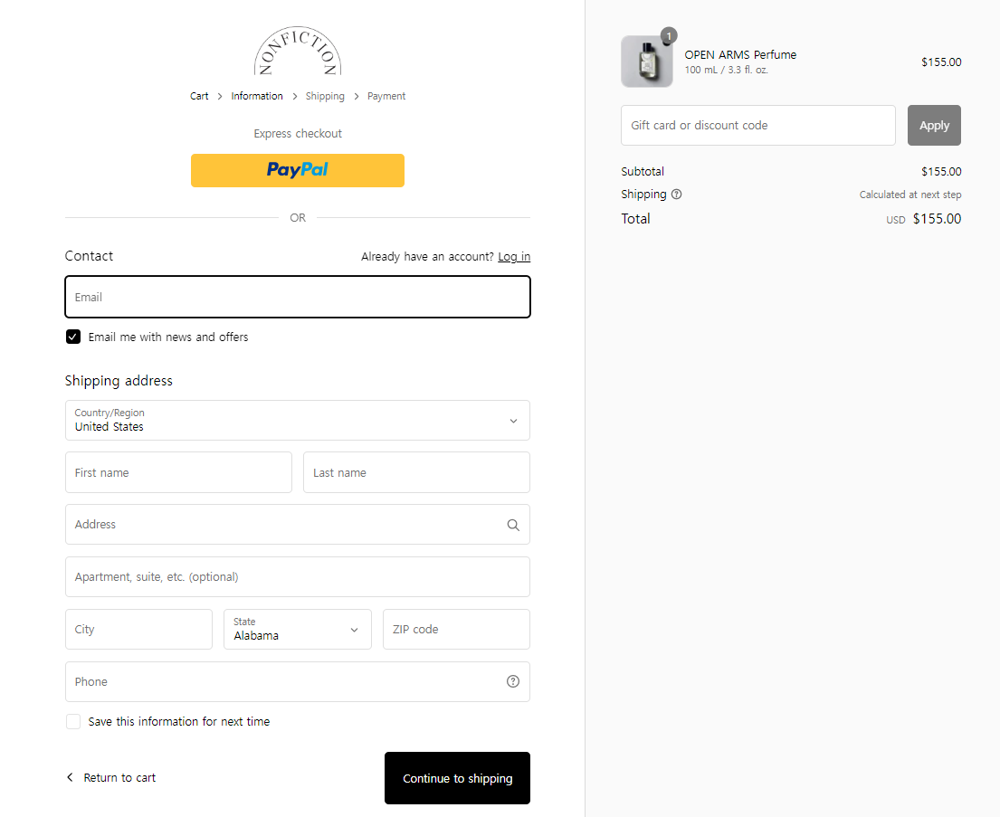 NONFICTION
Cart > Information > Shipping > Payment
Express checkout
PayPal
OR
Contact
Already have an account? Log in
Email
Email me with news and offers
Shipping address
Country/Region
United States
First name
Last name
Address
Apartment, suite, etc. (optional)
City
State
Alabama
ZIP code
Phone
Save this information for next time
Return to cart
Continue to shipping
1
OPEN ARMS Perfume
100 mL / 3.3 fl. oz.
$155.00
Gift card or discount code
Apply
Subtotal
$155.00
Shipping
Calculated at next step
Total
USD $155.00